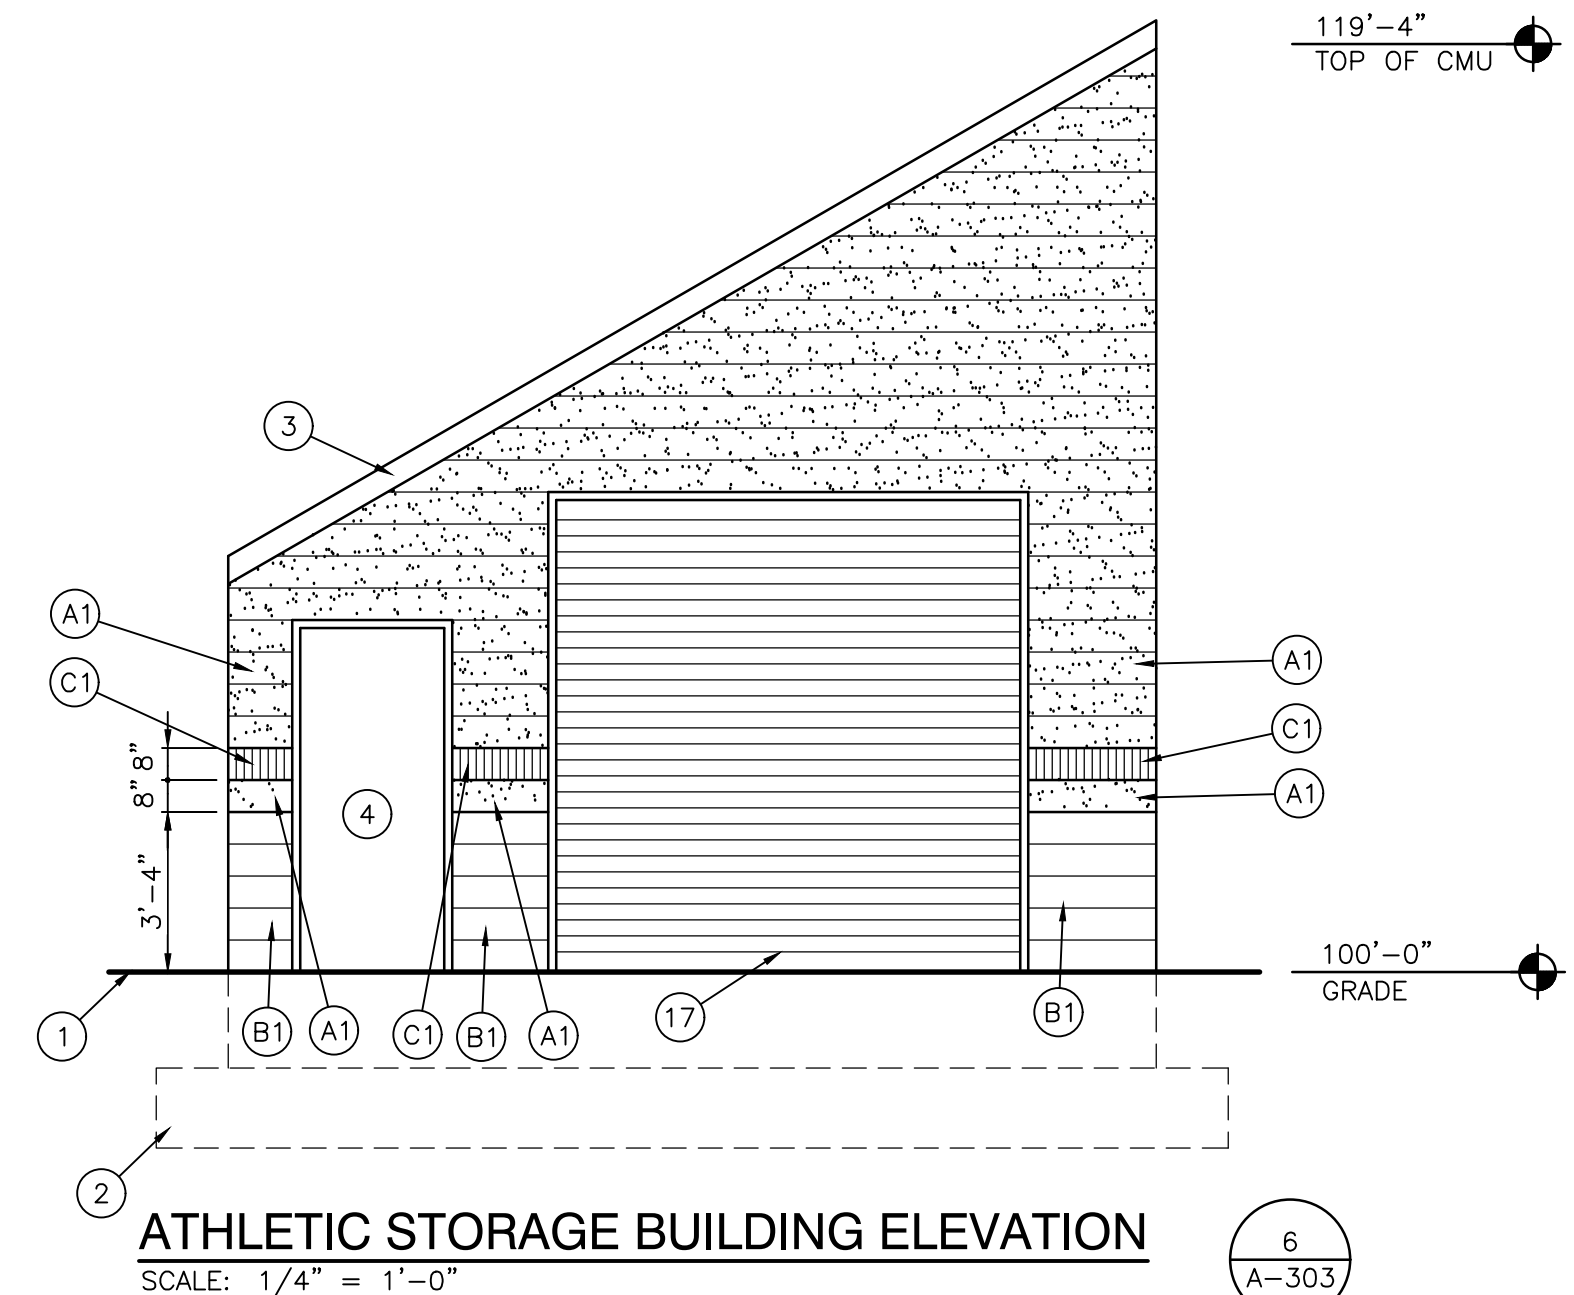 119'-4"
TOP OF CMU
3
A1
C1
8"
8"
3'-4"
4
A1
C1
A1
100'-0"
GRADE
1
B1
A1
C1
B1
A1
17
B1
2
ATHLETIC STORAGE BUILDING ELEVATION
SCALE: 1/4" = 1'-0"
6
A-303